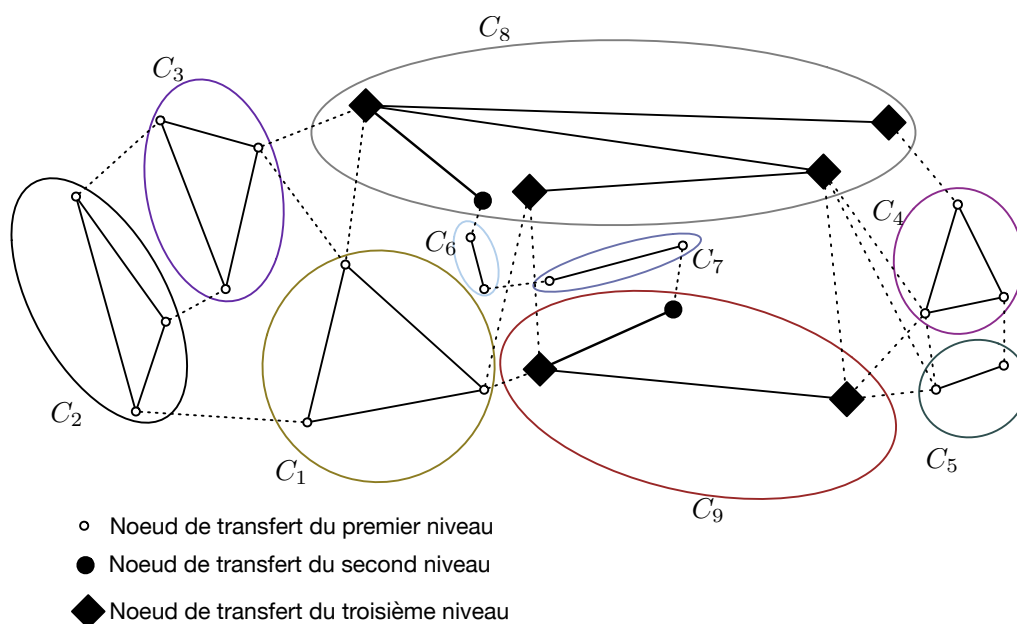 C8
C3
C4
C6
C7
C2
C5
C1
C9
Noeud de transfert du premier niveau
Noeud de transfert du second niveau
Noeud de transfert du troisième niveau